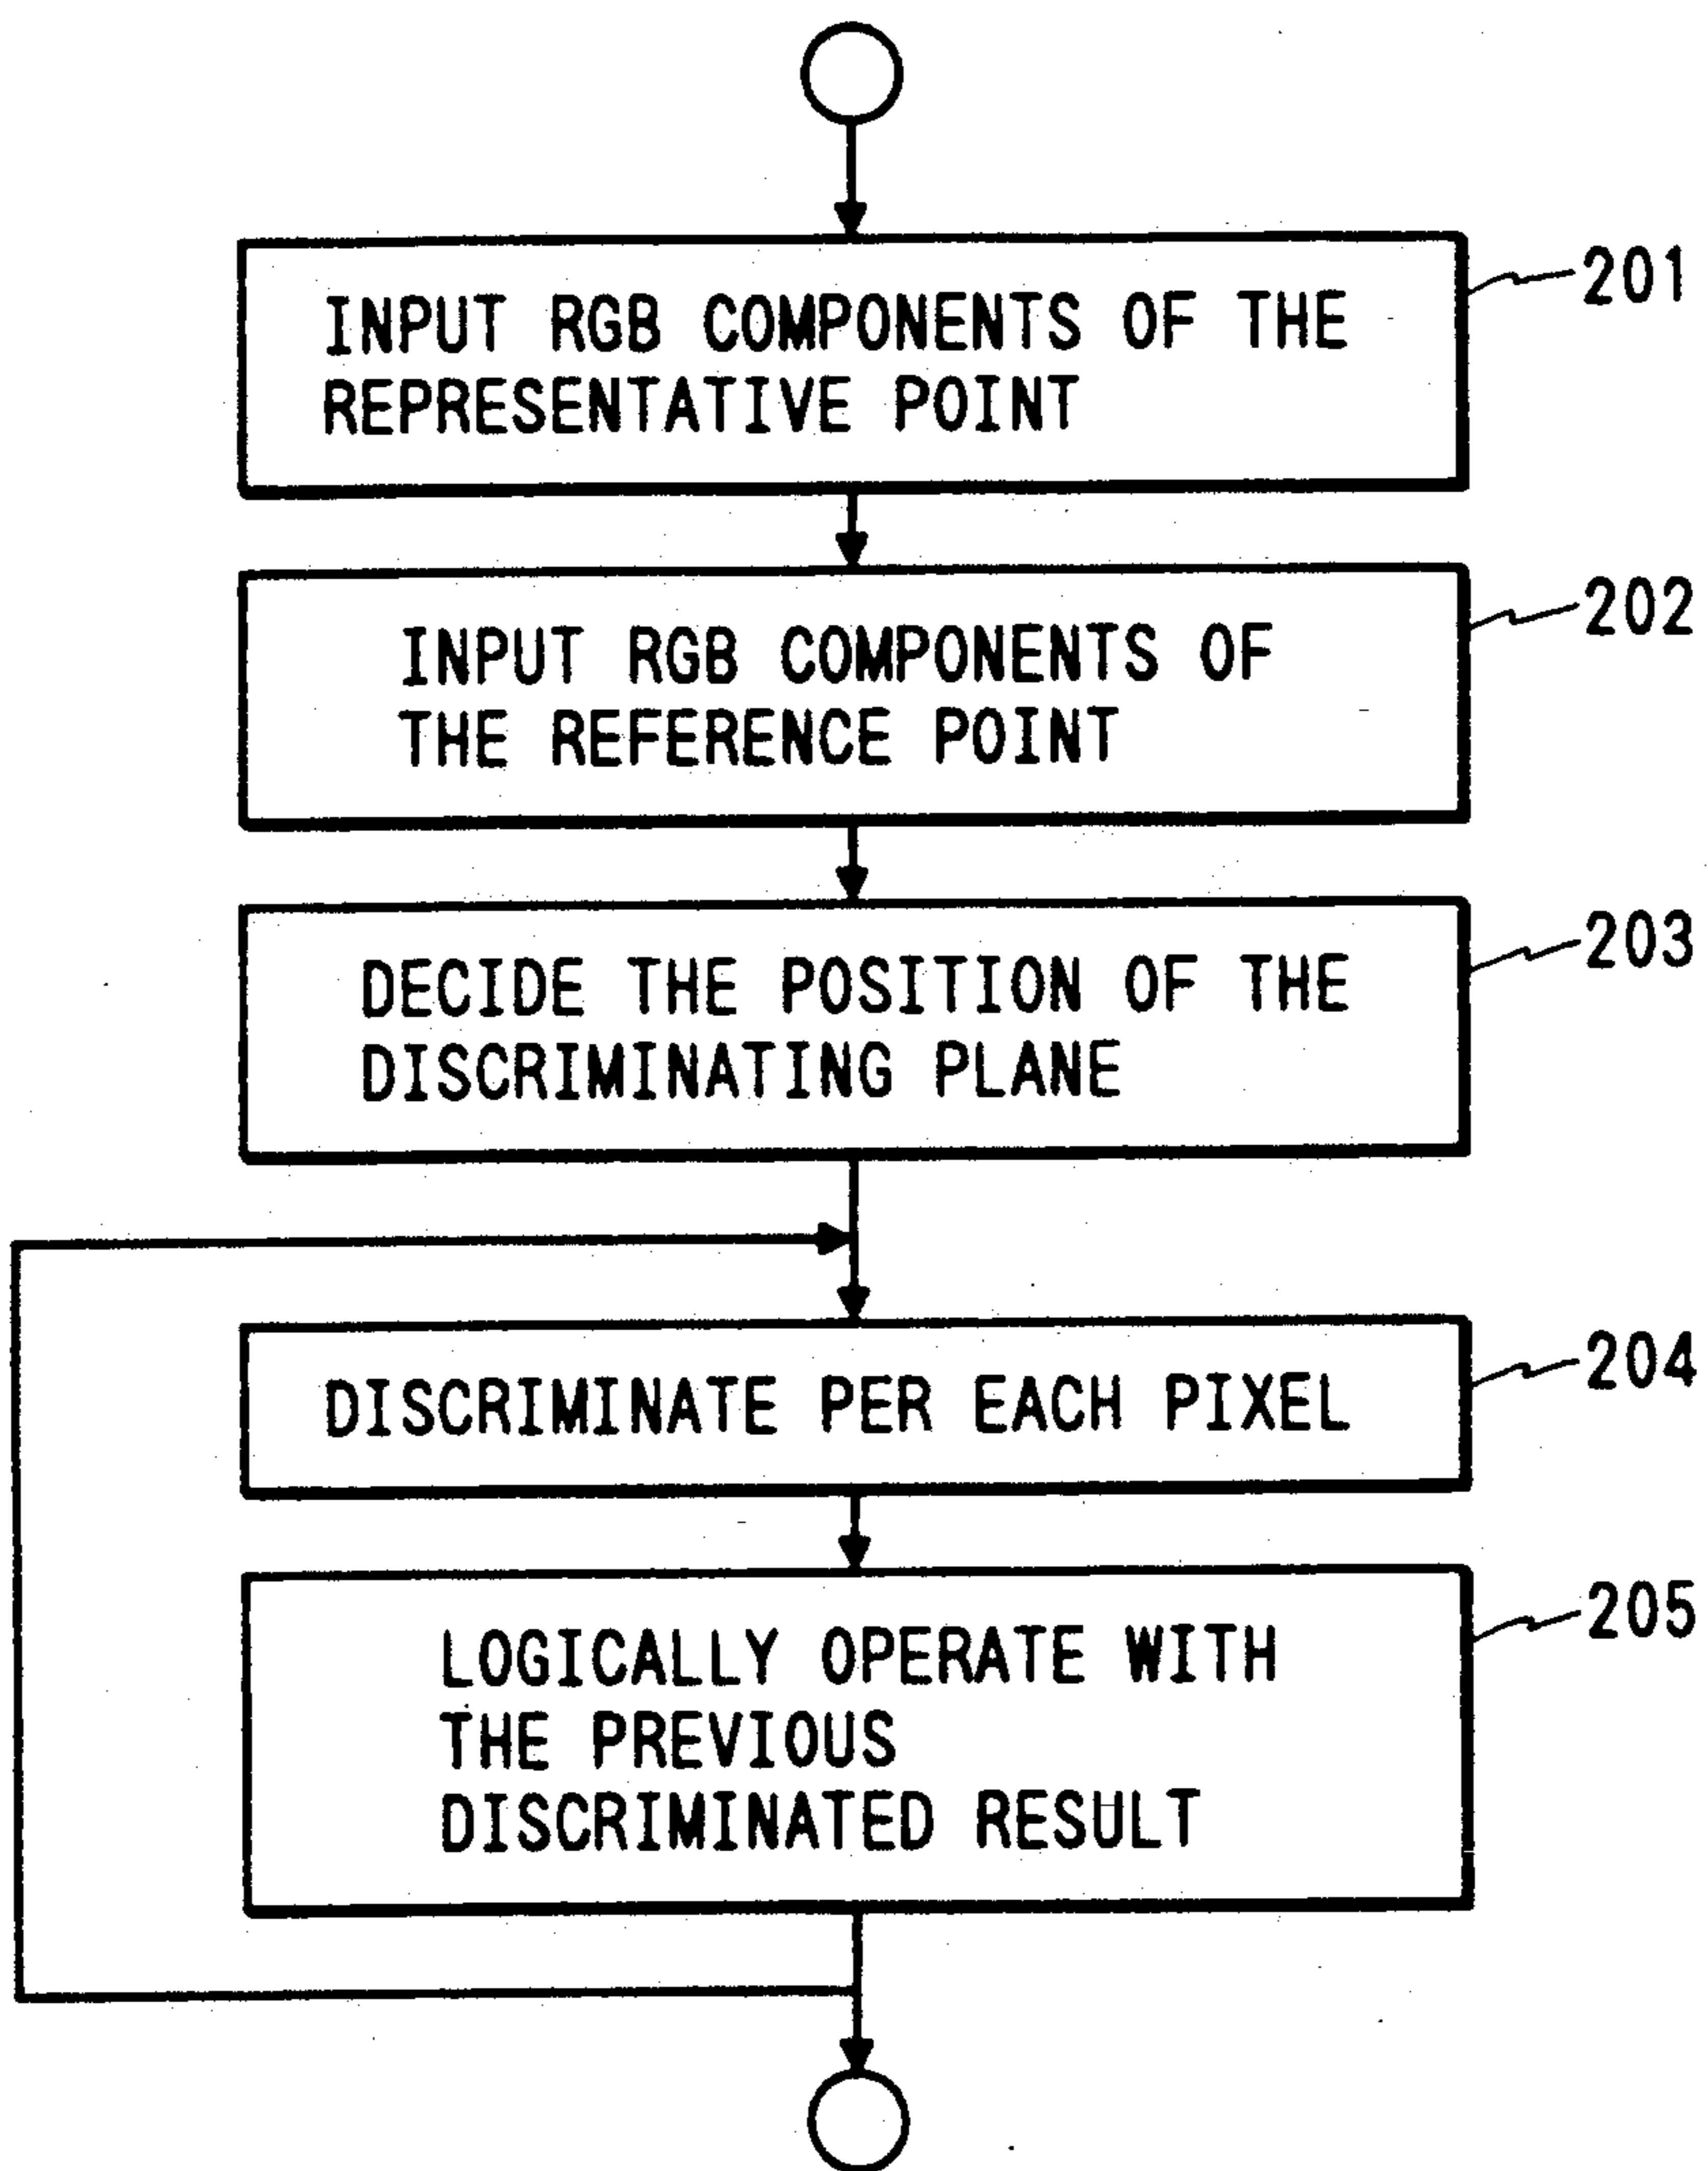 INPUT RGB COMPONENTS OF THE
REPRESENTATIVE POINT
201
INPUT RGB COMPONENTS OF
THE REFERENCE POINT
202
DECIDE THE POSITION OF THE
DISCRIMINATING PLANE
203
DISCRIMINATE PER EACH PIXEL
204
LOGICALLY OPERATE WITH
THE PREVIOUS
DISCRIMINATED RESULT
205